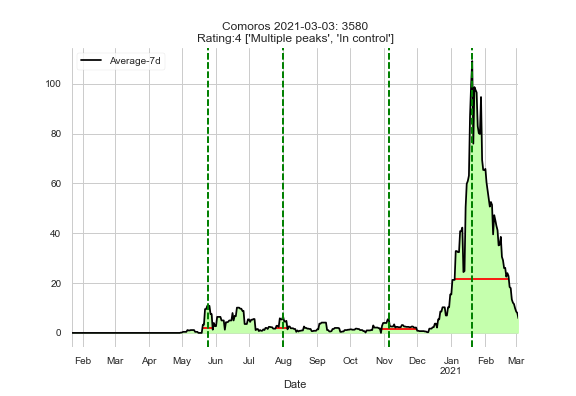 Comoros 2021-03-03: 3580
Rating:4 ['Multiple peaks', 'In control']
Average-7d
100
80
60
40
20
0
Feb Mar Apr May Jun Jul Aug Sep Oct Nov Dec Jan Feb Mar
2021
Date